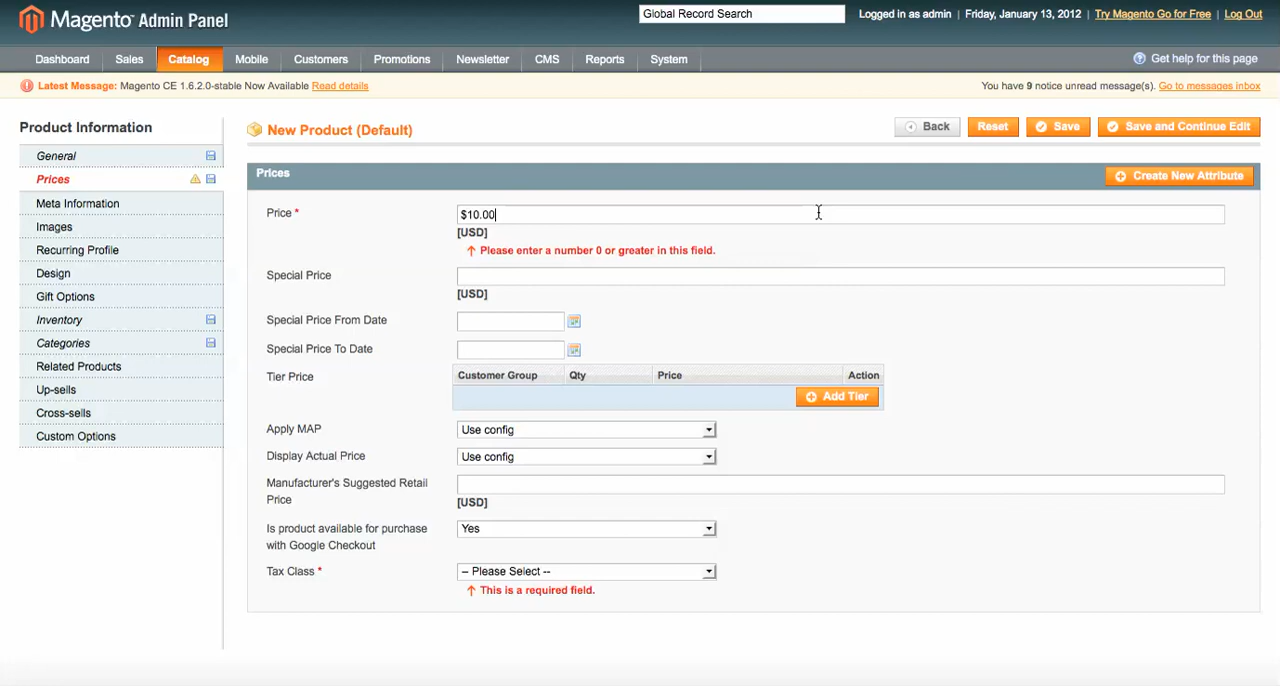 Magento Admin Panel
Global Record Search
Logged in as admin | Friday, January 13, 2012 | Try Magento Go for Free | Log Out
Dashboard Sales Catalog Mobile Customers Promotions Newsletter CMS Reports System
Get help for this page
Latest Message: Magento CE 1.6.2.0-stable Now Available Read details
You have 9 notice unread message(s). Go to messages inbox
Product Information
General
Prices
Meta Information
Images
Recurring Profile
Design
Gift Options
Inventory
Categories
Related Products
Up-sells
Cross-sells
Custom Options
New Product (Default)
Back Reset Save Save and Continue Edit
Prices
Create New Attribute
Price *
$10.00
[USD]
Please enter a number 0 or greater in this field.
Special Price
[USD]
Special Price From Date
Special Price To Date
Tier Price
Customer Group Qty Price Action
Add Tier
Apply MAP
Use config
Display Actual Price
Use config
Manufacturer's Suggested Retail
Price
[USD]
Is product available for purchase
with Google Checkout
Yes
Tax Class *
-- Please Select --
This is a required field.